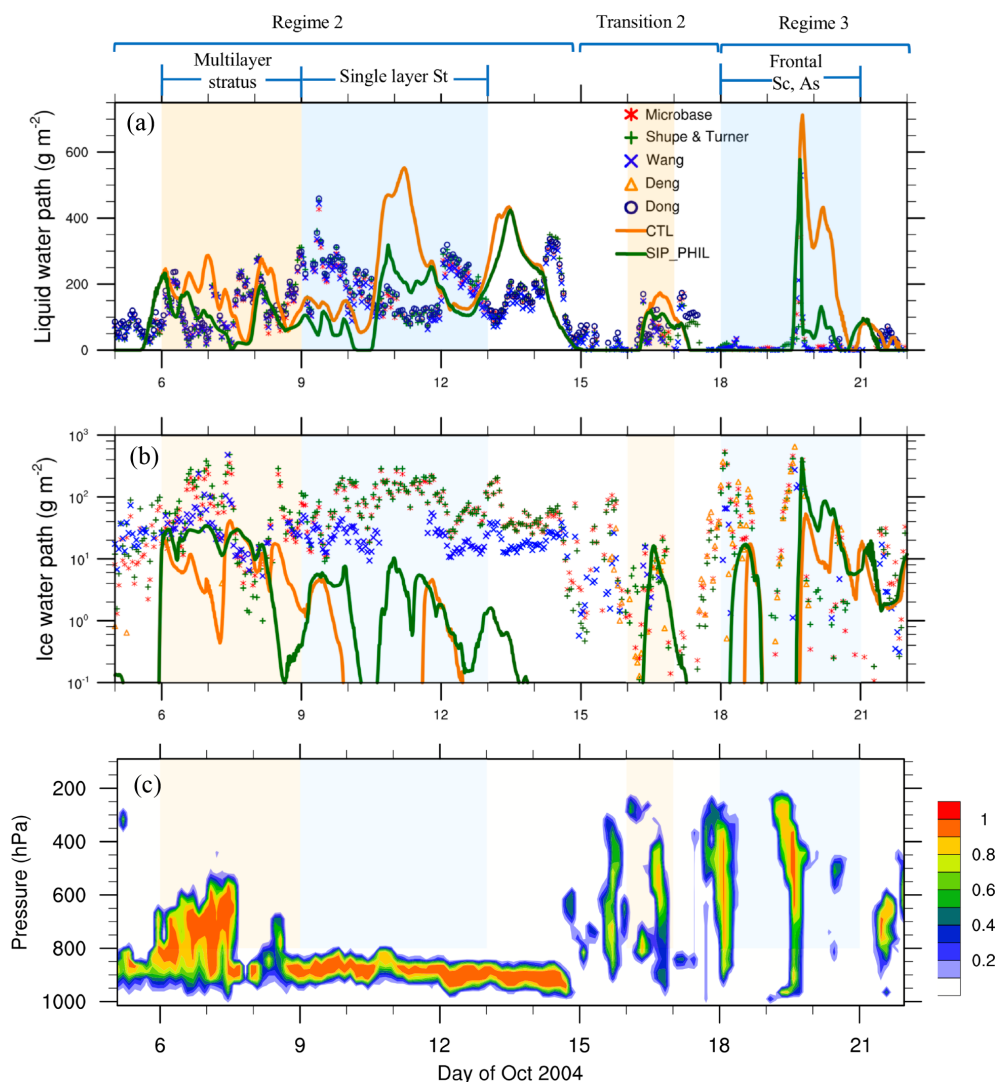 Regime 2 Transition 2 Regime 3
Multilayer
stratus
Single layer St
Frontal
Sc, As
(a)
Liquid water path (g m-2)
600
400
200
0
Microbase
Shupe & Turner
Wang
Deng
Dong
CTL
SIP_PHIL
6 9 12 15 18 21
(b)
Ice water path (g m-2)
10³
10²
10¹
10⁰
10⁻¹
6 9 12 15 18 21
(c)
Pressure (hPa)
200
400
600
800
1000
1
0.8
0.6
0.4
0.2
6 9 12 15 18 21
Day of Oct 2004